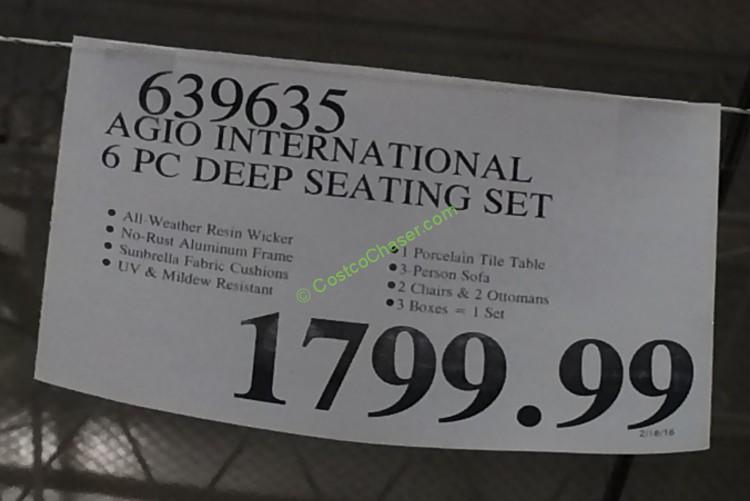 639635
AGIO INTERNATIONAL
6 PC DEEP SEATING SET
• All-Weather Resin Wicker
• No-Rust Aluminum Frame
• Sunbrella Fabric Cushions
• UV & Mildew Resistant
• 1 Porcelain Tile Table
• 3-Person Sofa
• 2 Chairs & 2 Ottomans
• 3 Boxes = 1 Set
© CostcoChaser.com
1799.99
2/18/16